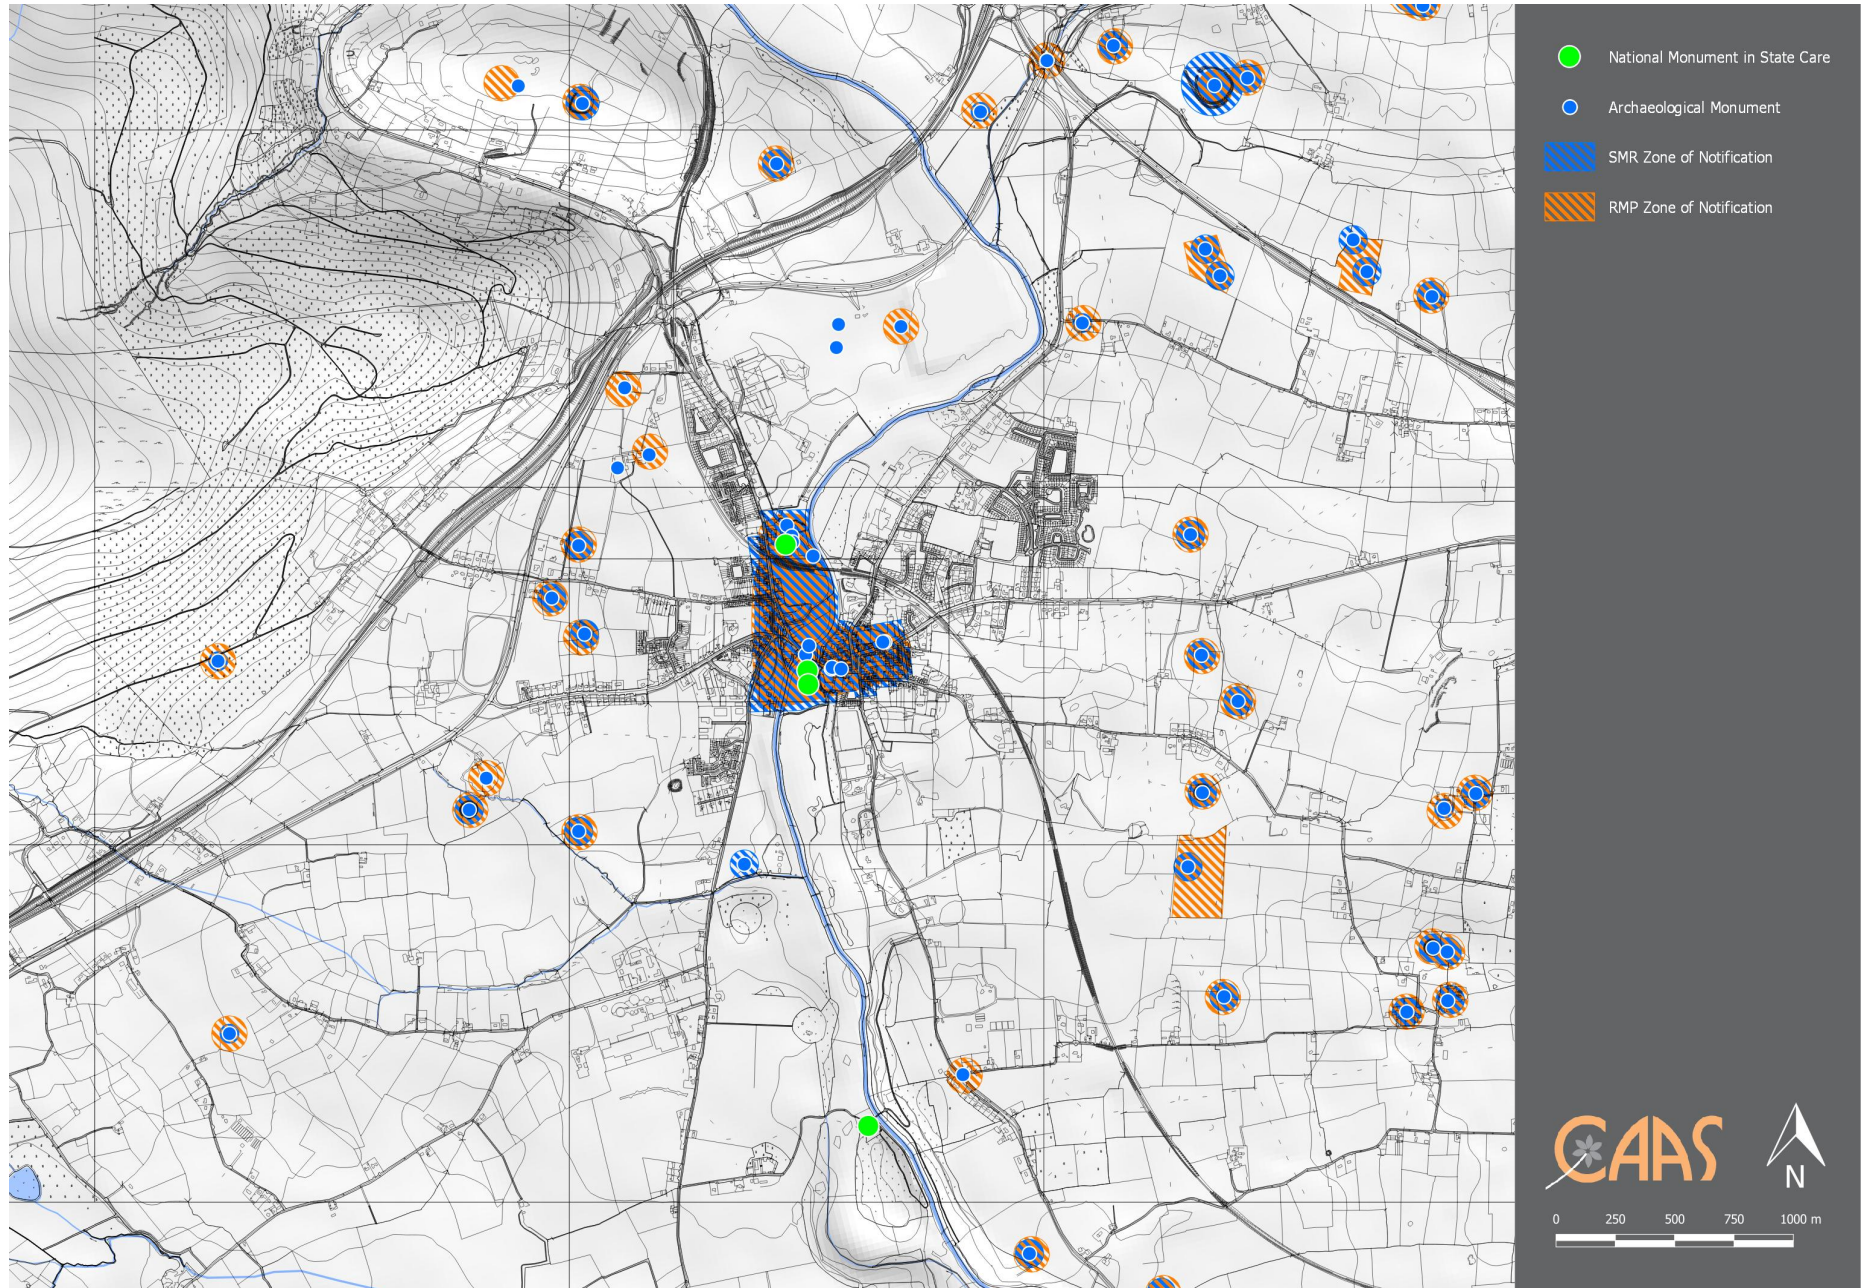 National Monument in State Care
Archaeological Monument
SMR Zone of Notification
RMP Zone of Notification
CAAS
N
0 250 500 750 1000 m